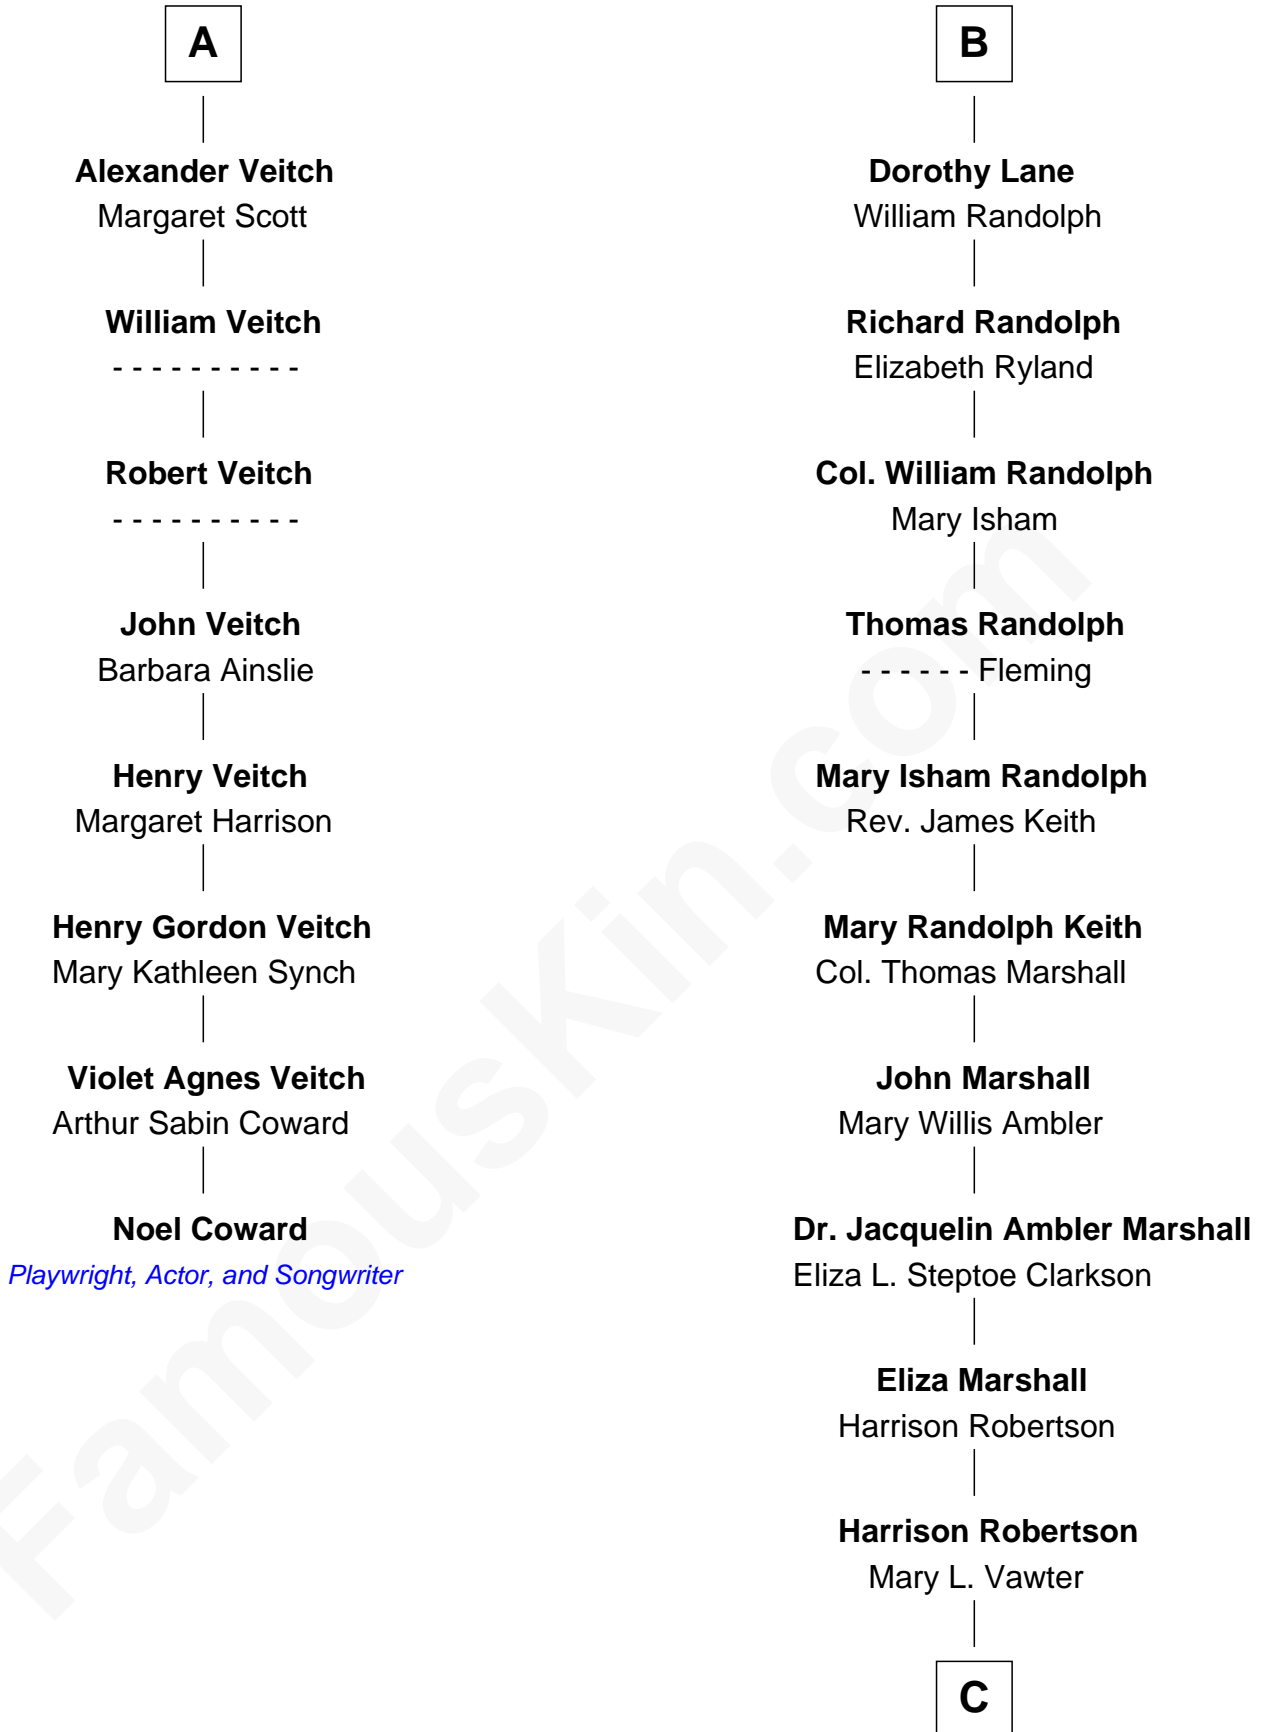 A
Alexander Veitch
Margaret Scott
William Veitch
- - - - - - - - - -
Robert Veitch
- - - - - - - - - -
John Veitch
Barbara Ainslie
Henry Veitch
Margaret Harrison
Henry Gordon Veitch
Mary Kathleen Synch
Violet Agnes Veitch
Arthur Sabin Coward
Noel Coward
Playwright, Actor, and Songwriter
B
Dorothy Lane
William Randolph
Richard Randolph
Elizabeth Ryland
Col. William Randolph
Mary Isham
Thomas Randolph
- - - - - - Fleming
Mary Isham Randolph
Rev. James Keith
Mary Randolph Keith
Col. Thomas Marshall
John Marshall
Mary Willis Ambler
Dr. Jacquelin Ambler Marshall
Eliza L. Steptoe Clarkson
Eliza Marshall
Harrison Robertson
Harrison Robertson
Mary L. Vawter
C
FamousKin.com